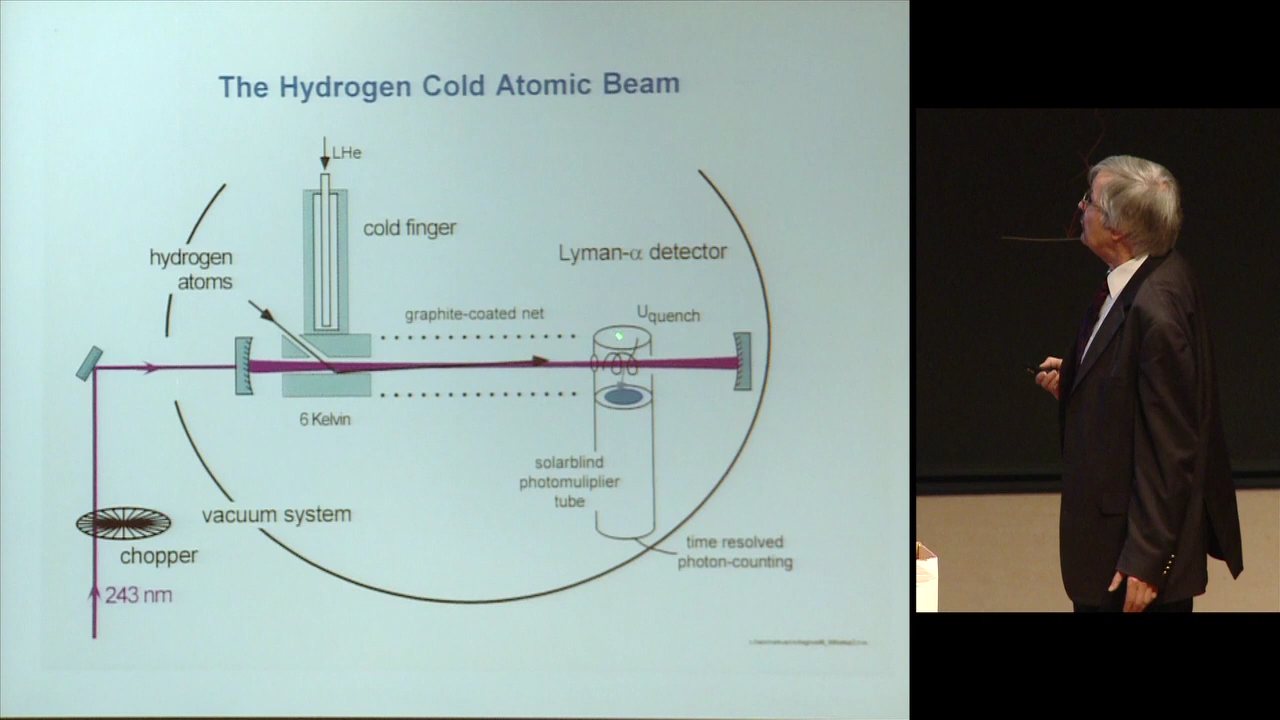 The Hydrogen Cold Atomic Beam
LHe
cold finger
hydrogen
atoms
Lyman-α detector
graphite-coated net
Uquench
6 Kelvin
solarblind
photomuliplier
tube
vacuum system
chopper
time resolved
photon-counting
243 nm